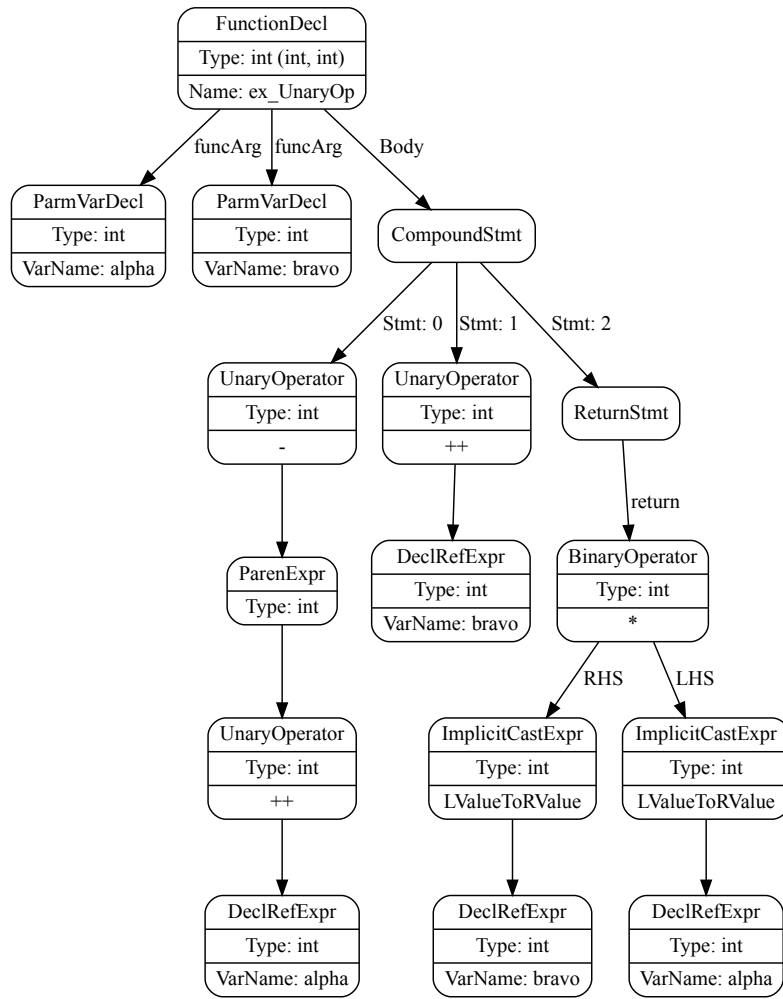 FunctionDecl
Type: int (int, int)
Name: ex_UnaryOp
funcArg
funcArg
Body
ParmVarDecl
Type: int
VarName: alpha
ParmVarDecl
Type: int
VarName: bravo
CompoundStmt
Stmt: 0
Stmt: 1
Stmt: 2
UnaryOperator
Type: int
-
UnaryOperator
Type: int
++
ReturnStmt
return
ParenExpr
Type: int
DeclRefExpr
Type: int
VarName: bravo
BinaryOperator
Type: int
*
RHS
LHS
UnaryOperator
Type: int
++
ImplicitCastExpr
Type: int
LValueToRValue
ImplicitCastExpr
Type: int
LValueToRValue
DeclRefExpr
Type: int
VarName: alpha
DeclRefExpr
Type: int
VarName: bravo
DeclRefExpr
Type: int
VarName: alpha